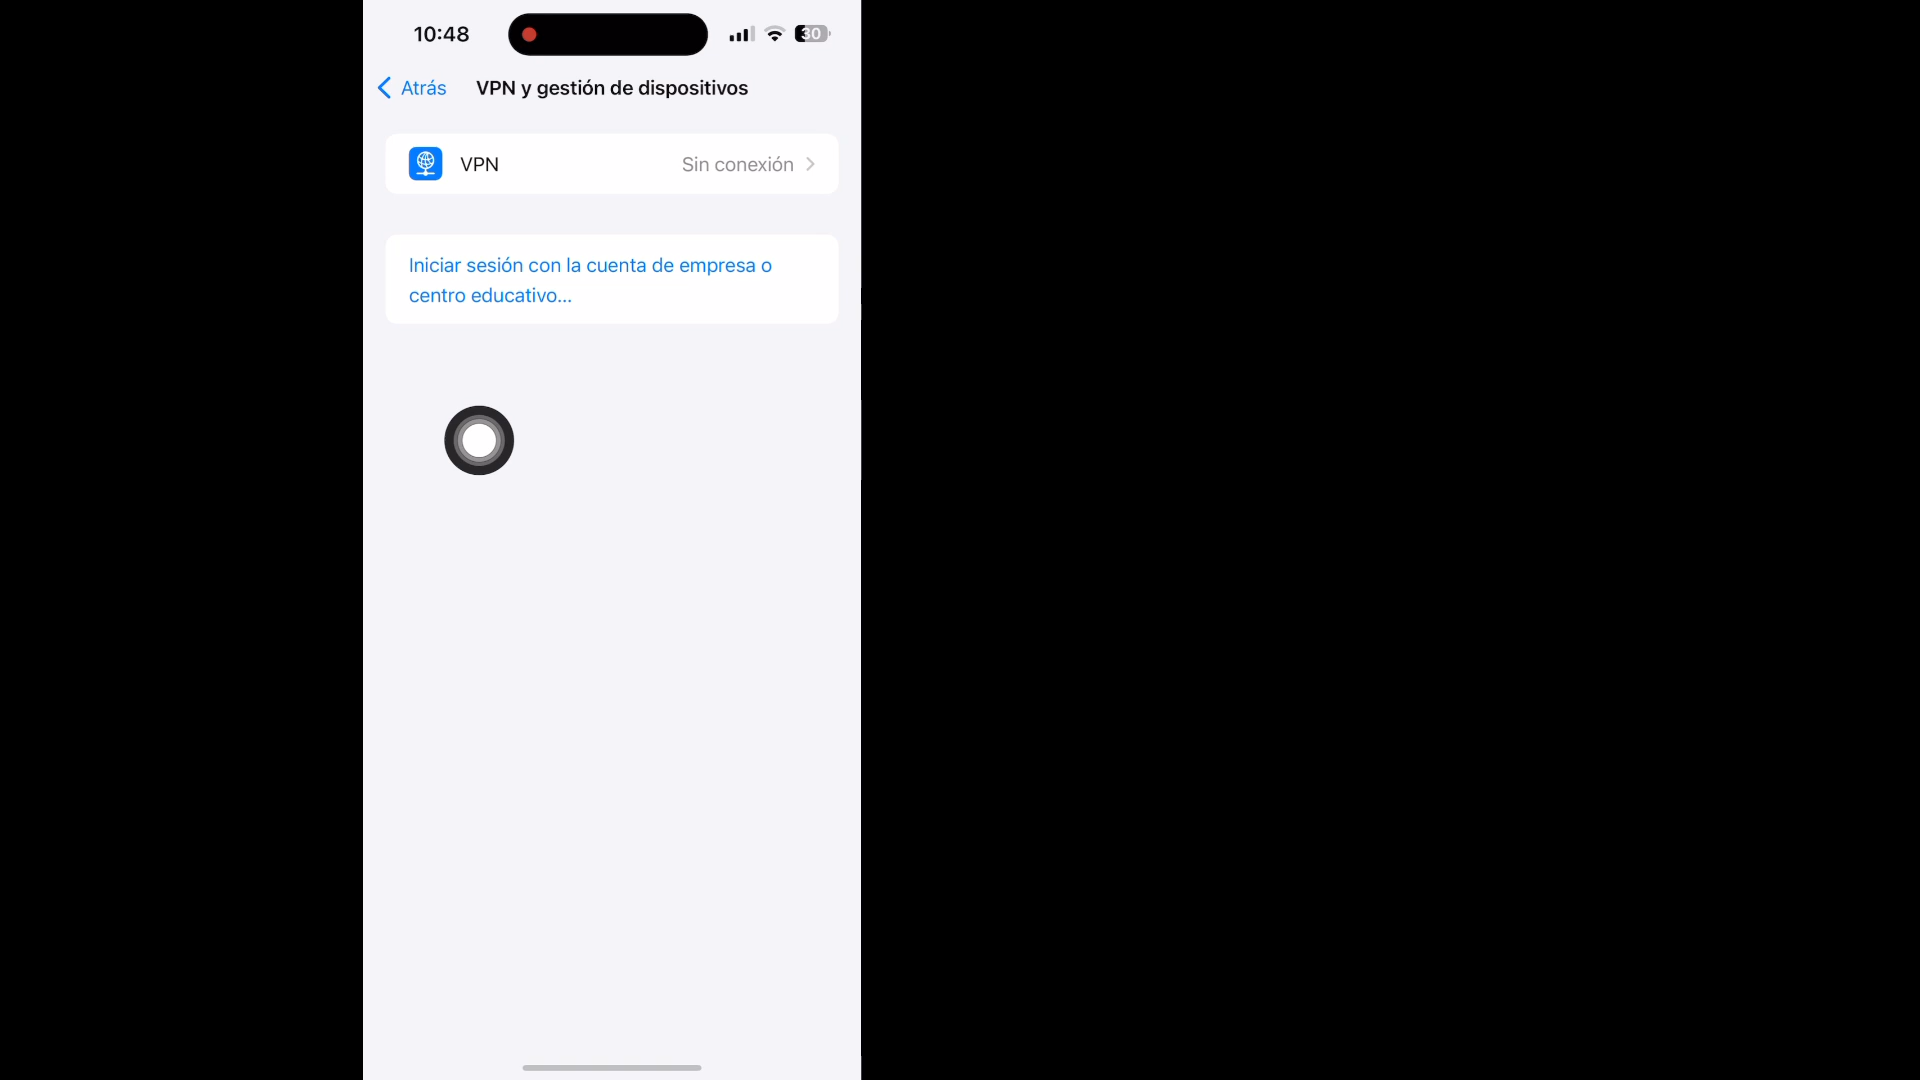 10:48
30
Atrás
VPN y gestión de dispositivos
VPN
Sin conexión
Iniciar sesión con la cuenta de empresa o
centro educativo...